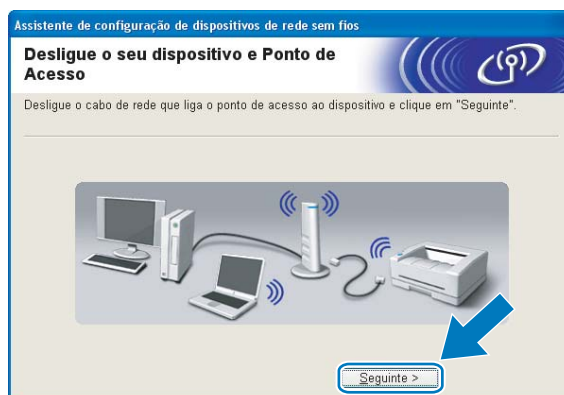 Assistente de configuração de dispositivos de rede sem fios
Desligue o seu dispositivo e Ponto de
Acesso
Desligue o cabo de rede que liga o ponto de acesso ao dispositivo e clique em "Seguinte".
Seguinte >